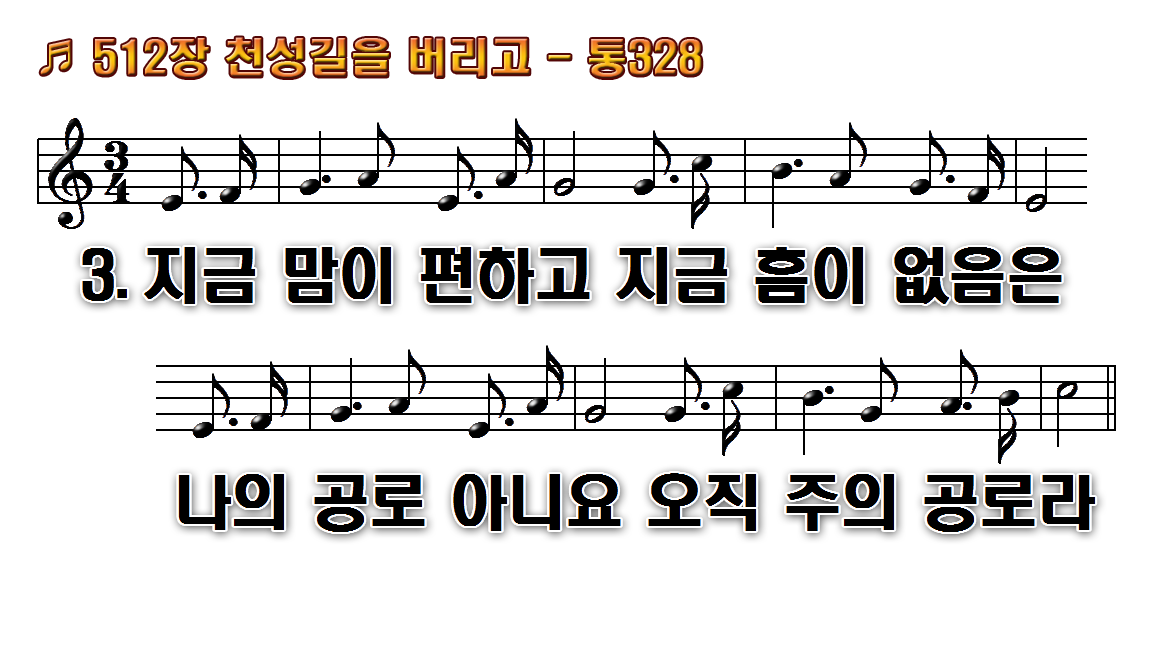 ♬ 512장 천성길을 버리고 - 통328
3
4
3. 지금 맘이 편하고 지금 흠이 없음은
나의 공로 아니요 오직 주의 공로라